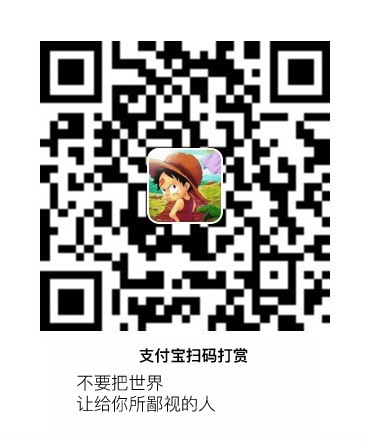 支付宝扫码打赏
不要把世界
让给你所鄙视的人